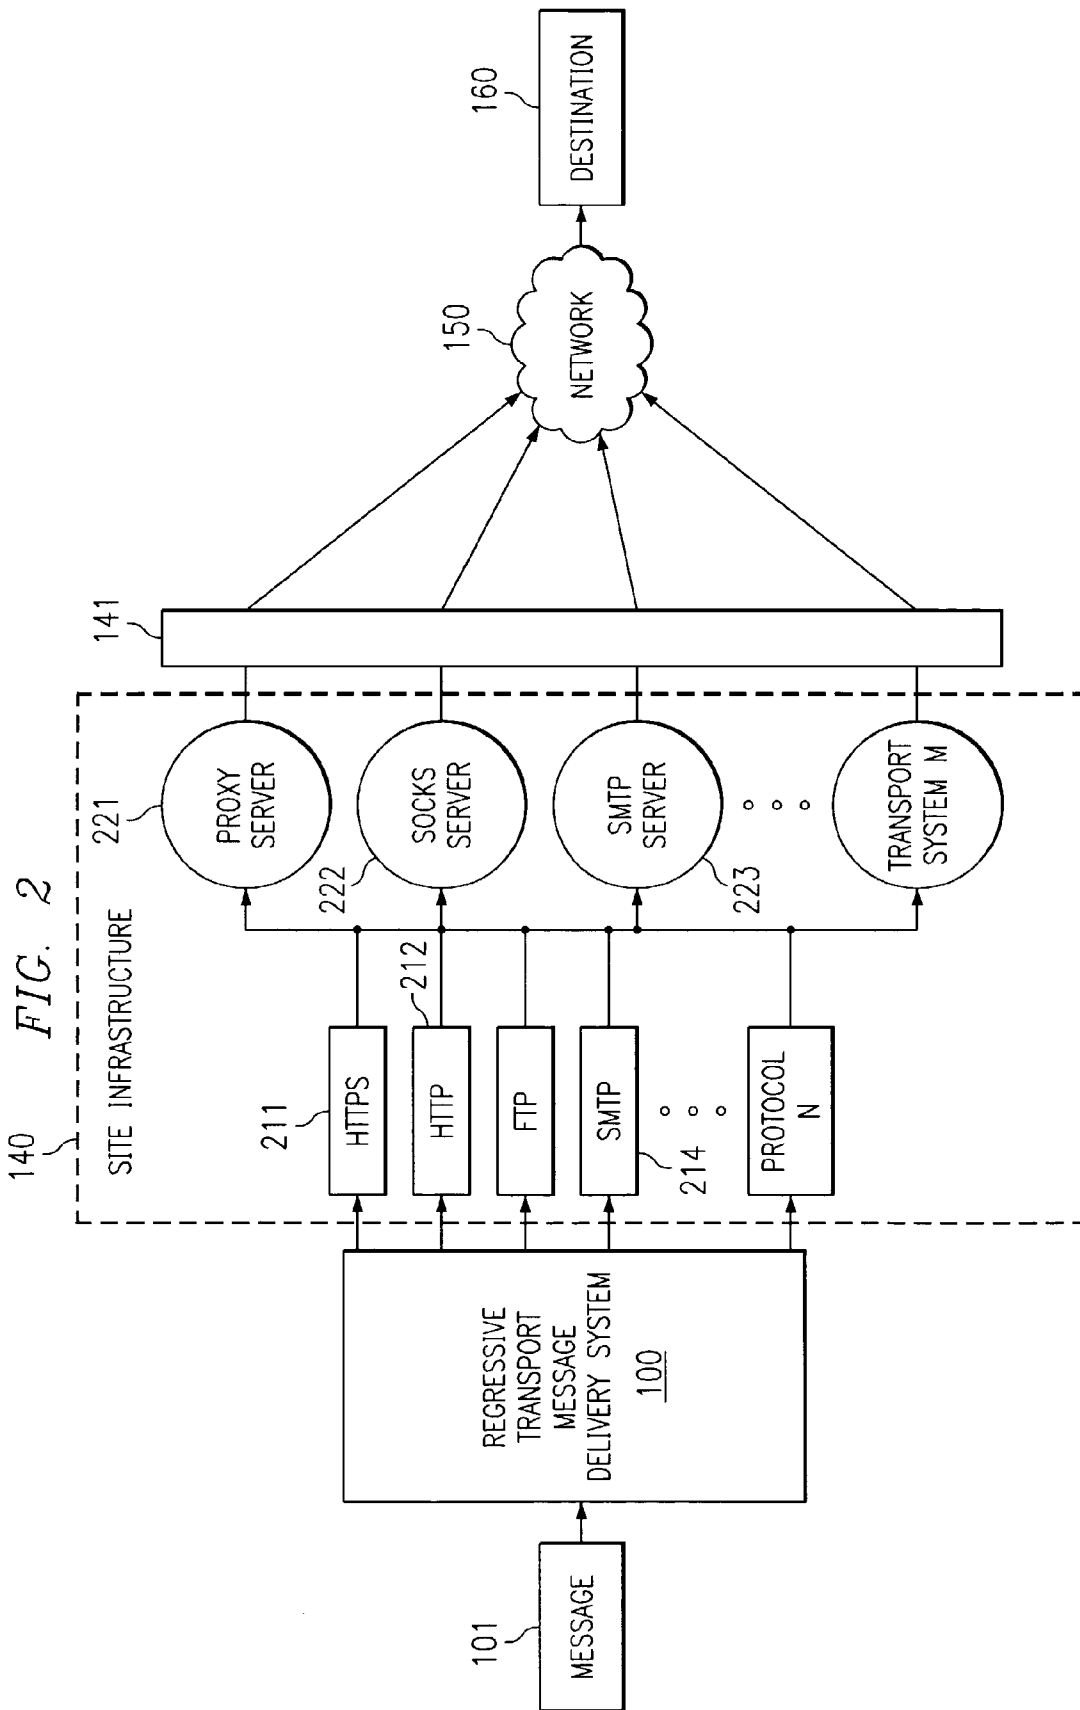 FIG. 2
140
SITE INFRASTRUCTURE
101
MESSAGE
REGRESSIVE
TRANSPORT
MESSAGE
DELIVERY SYSTEM
100
211
HTTPS
212
HTTP
FTP
SMTP
214
PROTOCOL
N
221
PROXY
SERVER
222
SOCKS
SERVER
SMTP
SERVER
223
TRANSPORT
SYSTEM M
141
150
NETWORK
160
DESTINATION